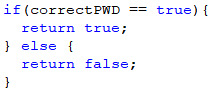 if(correctPWD == true){
  return true;
} else {
  return false;
}